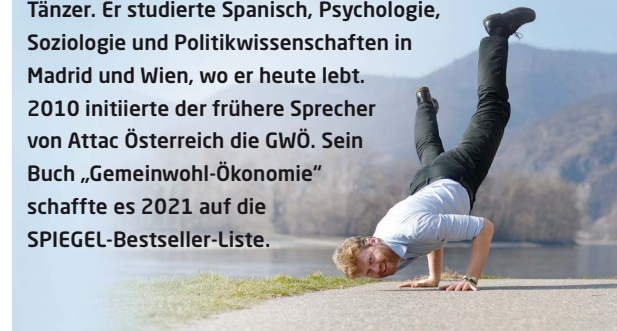 Tänzer. Er studierte Spanisch, Psychologie,
Soziologie und Politikwissenschaften in
Madrid und Wien, wo er heute lebt.
2010 initiierte der frühere Sprecher
von Attac Österreich die GWÖ. Sein
Buch „Gemeinwohl-Ökonomie“
schaffte es 2021 auf die
SPIEGEL-Bestseller-Liste.